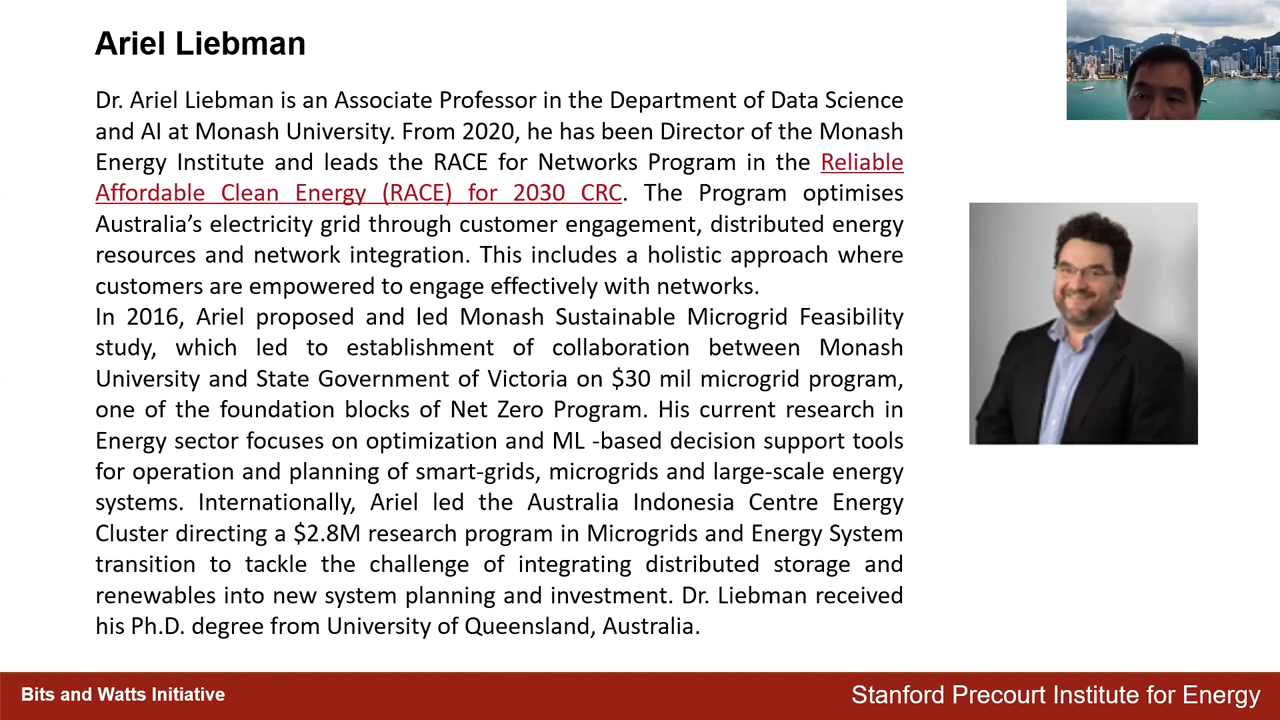 Ariel Liebman
Dr. Ariel Liebman is an Associate Professor in the Department of Data Science
and AI at Monash University. From 2020, he has been Director of the Monash
Energy Institute and leads the RACE for Networks Program in the Reliable
Affordable Clean Energy (RACE) for 2030 CRC. The Program optimises
Australia’s electricity grid through customer engagement, distributed energy
resources and network integration. This includes a holistic approach where
customers are empowered to engage effectively with networks.
In 2016, Ariel proposed and led Monash Sustainable Microgrid Feasibility
study, which led to establishment of collaboration between Monash
University and State Government of Victoria on $30 mil microgrid program,
one of the foundation blocks of Net Zero Program. His current research in
Energy sector focuses on optimization and ML -based decision support tools
for operation and planning of smart-grids, microgrids and large-scale energy
systems. Internationally, Ariel led the Australia Indonesia Centre Energy
Cluster directing a $2.8M research program in Microgrids and Energy System
transition to tackle the challenge of integrating distributed storage and
renewables into new system planning and investment. Dr. Liebman received
his Ph.D. degree from University of Queensland, Australia.
Bits and Watts Initiative
Stanford Precourt Institute for Energy